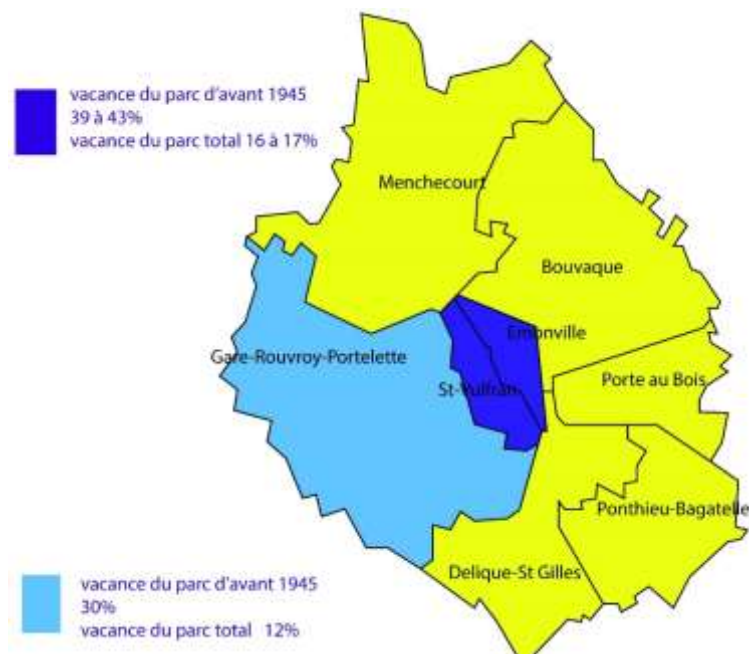 vacance du parc d'avant 1945
39 à 43%
vacance du parc total 16 à 17%
Menchecourt
Bouvaque
Emonville
Gare-Rouvroy-Portelette
Porte au Bois
St-Vulfran
Ponthieu-Bagatelle
Delique-St Gilles
vacance du parc d'avant 1945
30%
vacance du parc total 12%